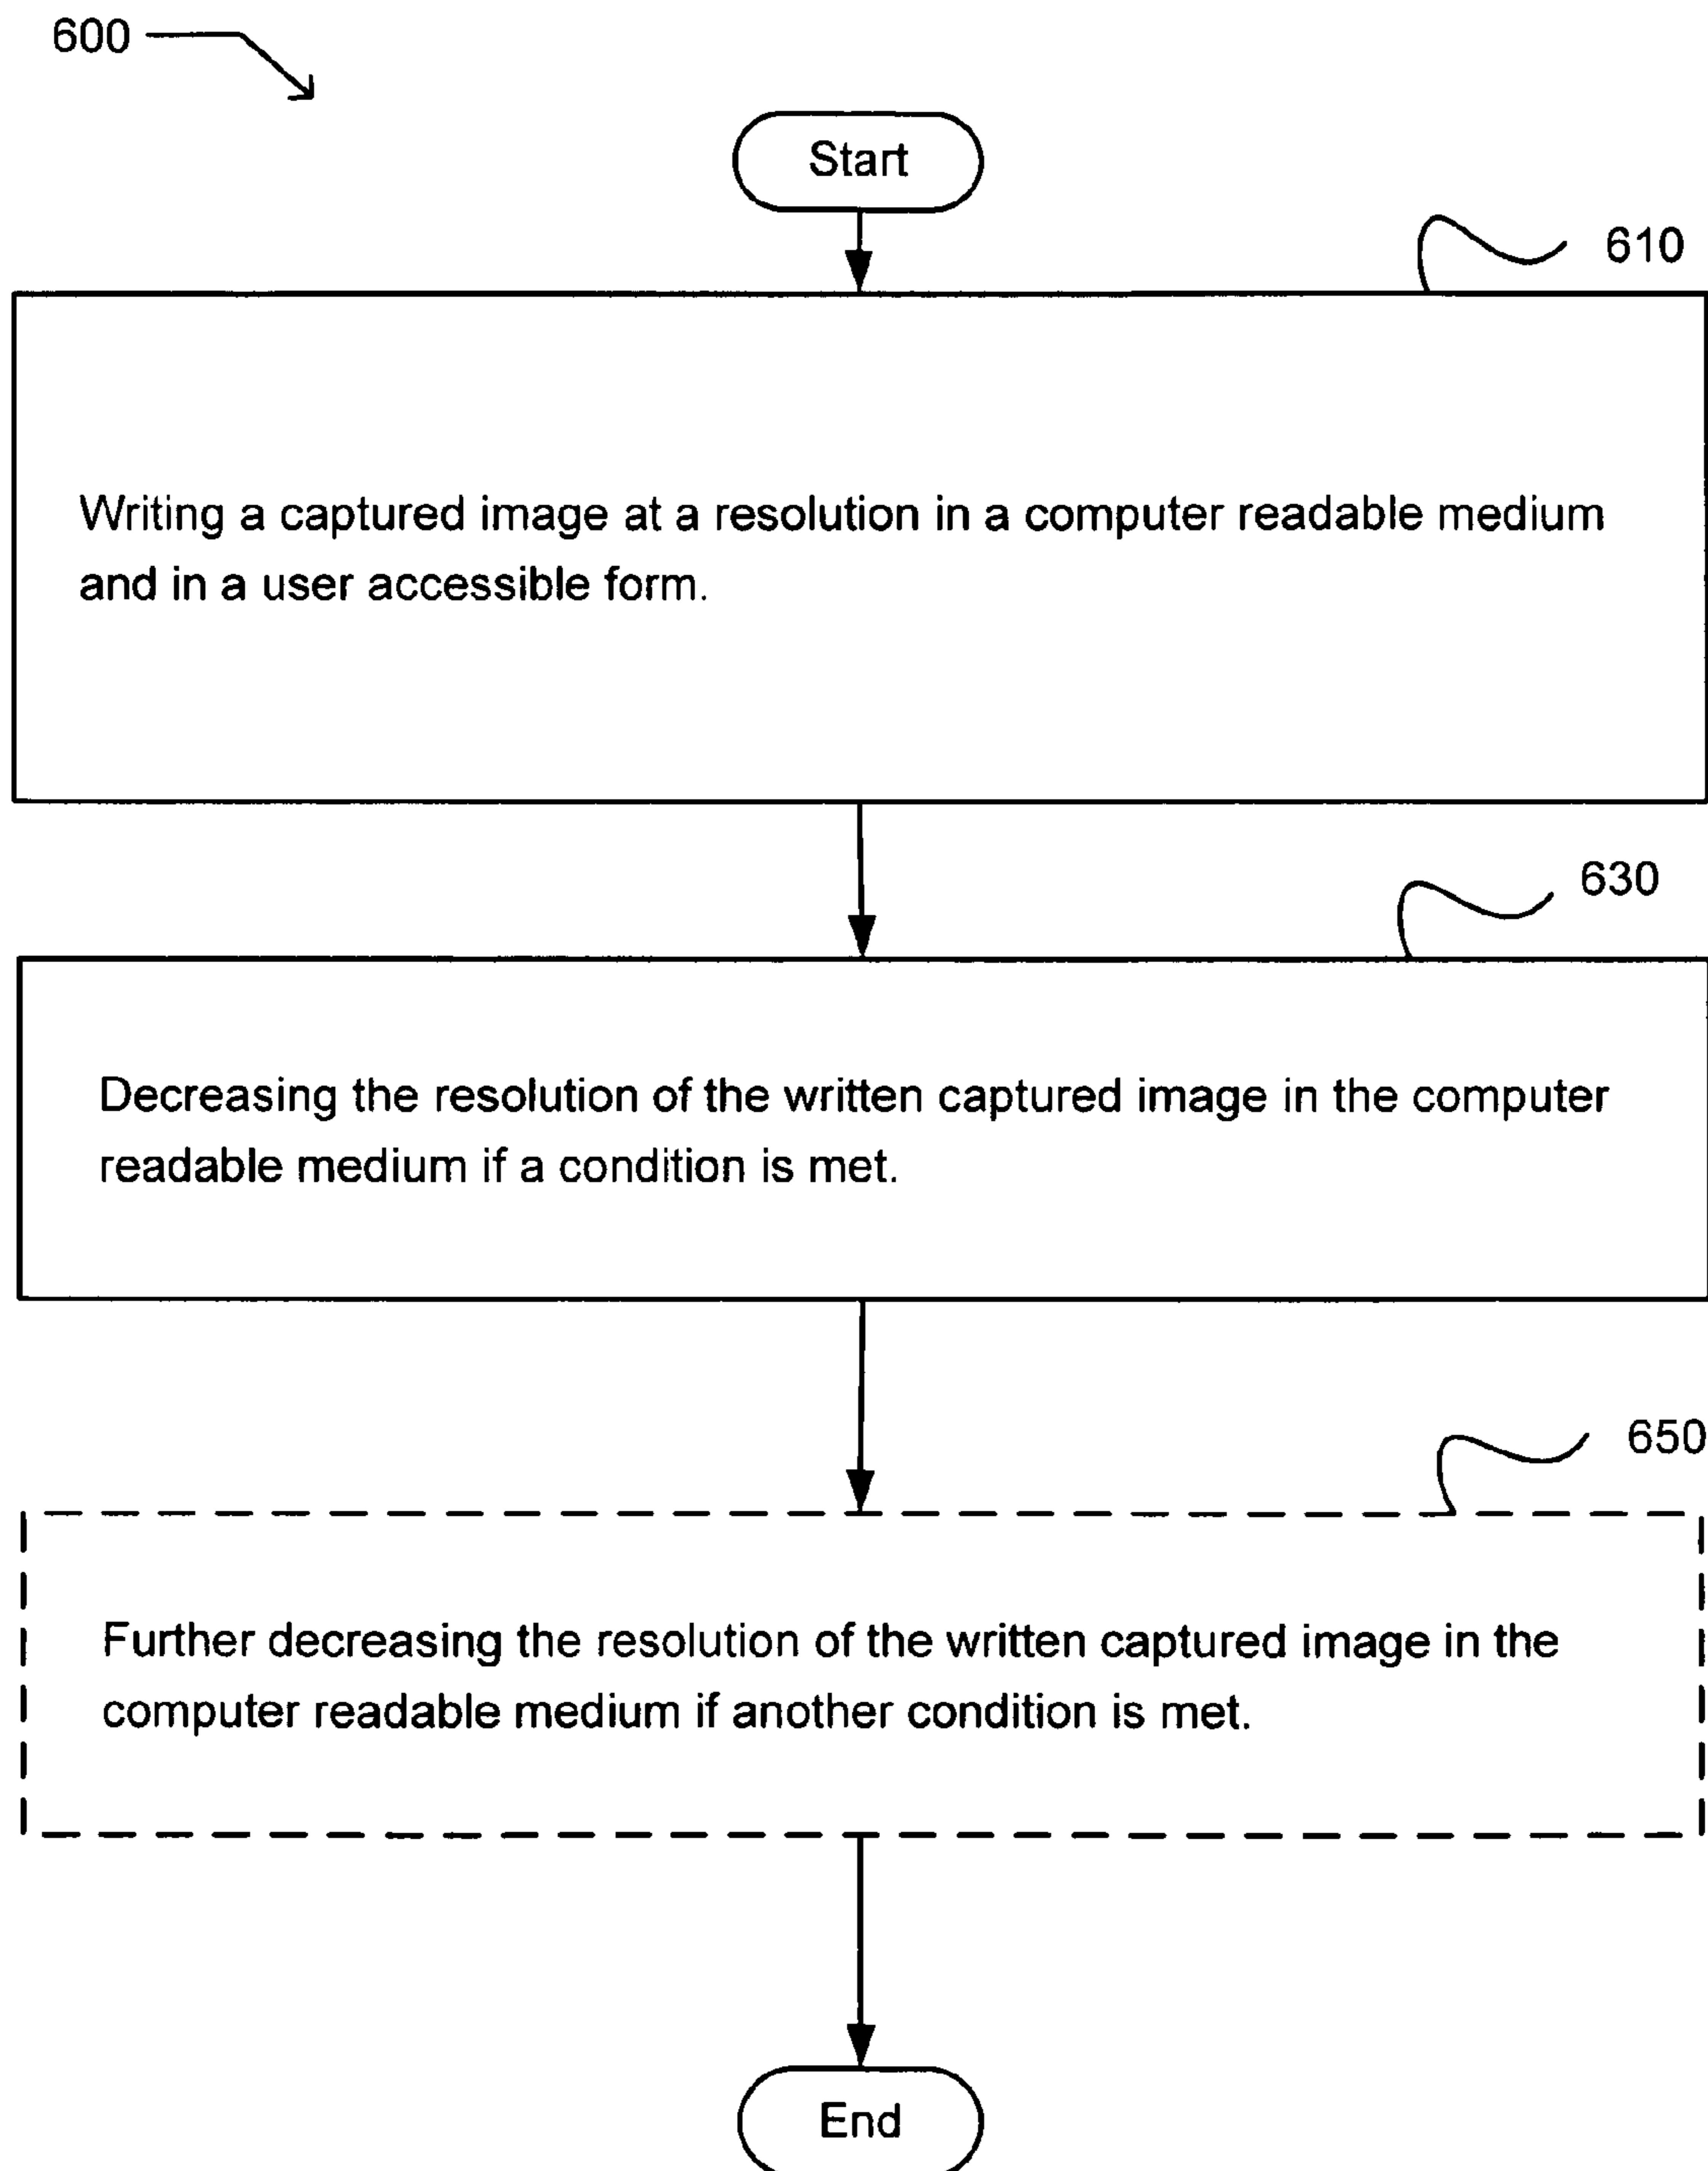 600
Start
610
Writing a captured image at a resolution in a computer readable medium
and in a user accessible form.
630
Decreasing the resolution of the written captured image in the computer
readable medium if a condition is met.
650
Further decreasing the resolution of the written captured image in the
computer readable medium if another condition is met.
End